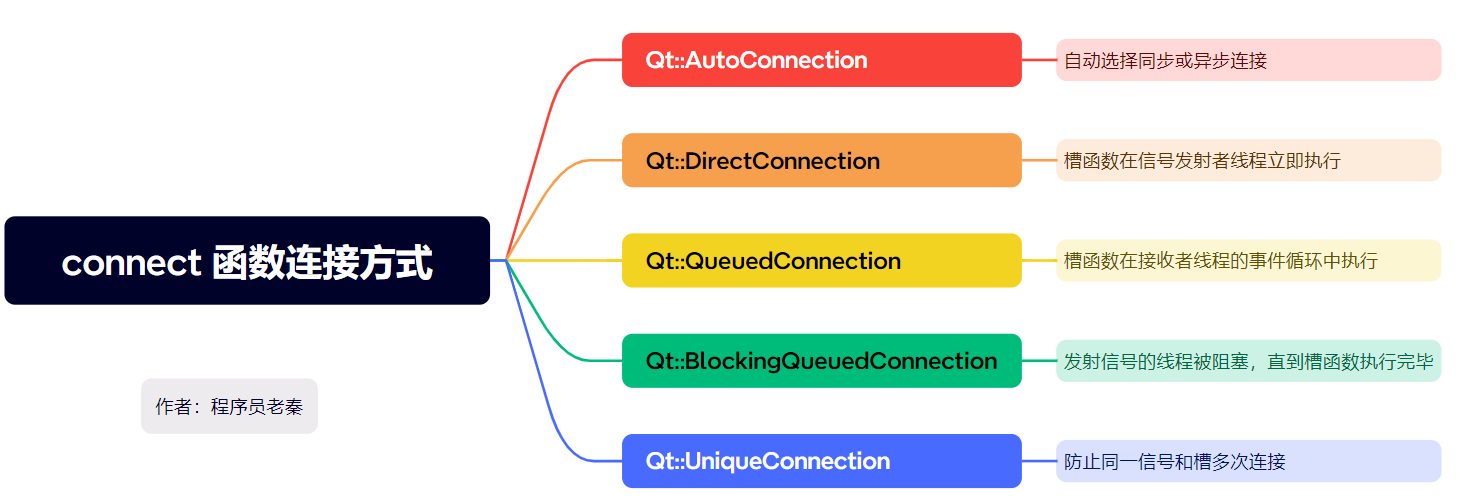 connect 函数连接方式
作者：程序员老秦
Qt::AutoConnection
自动选择同步或异步连接
Qt::DirectConnection
槽函数在信号发射者线程立即执行
Qt::QueuedConnection
槽函数在接收者线程的事件循环中执行
Qt::BlockingQueuedConnection
发射信号的线程被阻塞，直到槽函数执行完毕
Qt::UniqueConnection
防止同一信号和槽多次连接